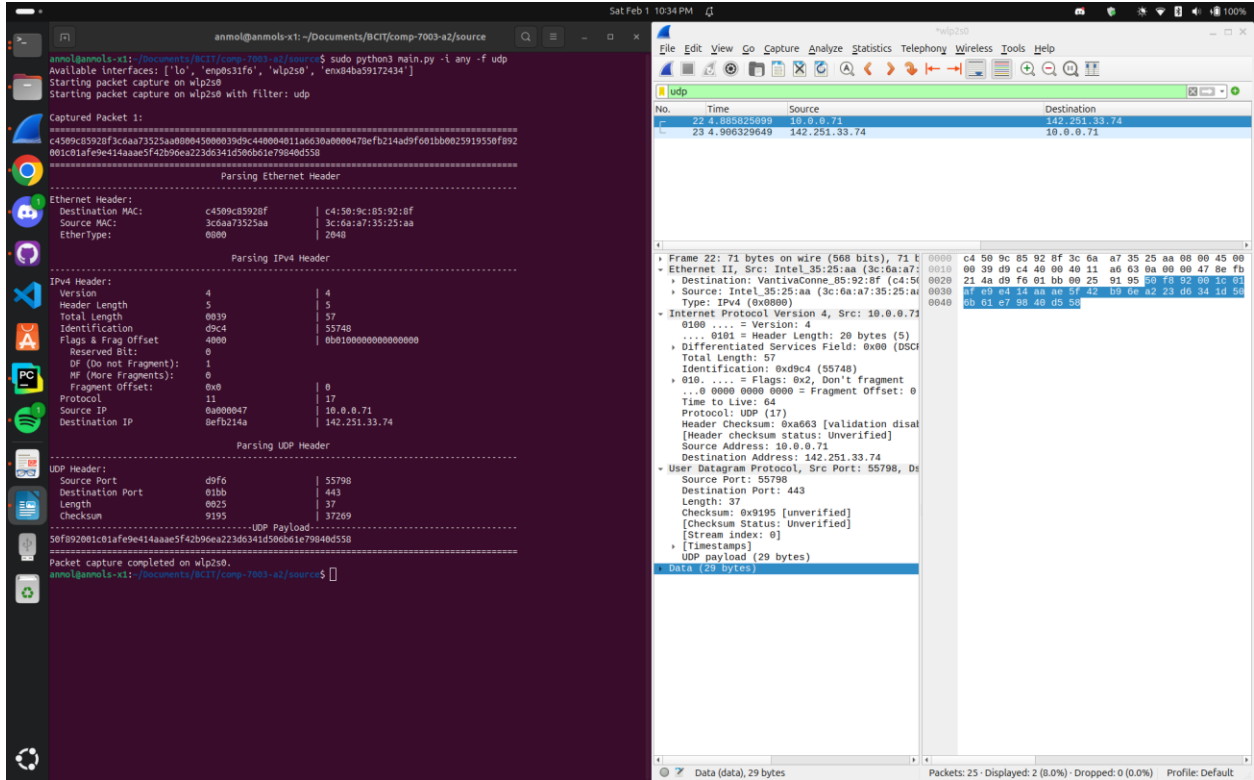 Sat Feb 1 10:34 PM
100%
anmol@anmols-x1: ~/Documents/BCIT/comp-7003-a2/source
anmol@anmols-x1:~/Documents/BCIT/comp-7003-a2/source$ sudo python3 main.py -i any -f udp
Available interfaces: ['lo', 'enp0s31f6', 'wlp2s0', 'enx84ba59172434']
Starting packet capture on wlp2s0
Starting packet capture on wlp2s0 with filter: udp
Captured Packet 1:
c4509c85928f3c6aa73525aa080045000039d9c440004011a6630a0000478efb214ad9f601bb0025919550f892
001c01afe9e414aaae5f42b96ea223d6341d506b61e79840d558
Parsing Ethernet Header
Ethernet Header:
Destination MAC: c4509c85928f | c4:50:9c:85:92:8f
Source MAC: 3c6aa73525aa | 3c:6a:a7:35:25:aa
EtherType: 0800 | 2048
Parsing IPv4 Header
IPv4 Header:
Version 4 | 4
Header Length 5 | 5
Total Length 0039 | 57
Identification d9c4 | 55748
Flags & Frag Offset 4000 | 0b0100000000000000
Reserved Bit: 0
DF (Do not Fragment): 1
MF (More Fragments): 0
Fragment Offset: 0x0 | 0
Protocol 11 | 17
Source IP 0a000047 | 10.0.0.71
Destination IP 8efb214a | 142.251.33.74
Parsing UDP Header
UDP Header:
Source Port d9f6 | 55798
Destination Port 01bb | 443
Length 0025 | 37
Checksum 9195 | 37269
UDP Payload
50f892001c01afe9e414aaae5f42b96ea223d6341d506b61e79840d558
Packet capture completed on wlp2s0.
anmol@anmols-x1:~/Documents/BCIT/comp-7003-a2/source$
*wlp2s0
File Edit View Go Capture Analyze Statistics Telephony Wireless Tools Help
udp
No. Time Source Destination
22 4.885825099 10.0.0.71 142.251.33.74
23 4.906329649 142.251.33.74 10.0.0.71
Frame 22: 71 bytes on wire (568 bits), 71 b
Ethernet II, Src: Intel_35:25:aa (3c:6a:a7:
Destination: VantivaConne_85:92:8f (c4:50
Source: Intel_35:25:aa (3c:6a:a7:35:25:aa
Type: IPv4 (0x0800)
Internet Protocol Version 4, Src: 10.0.0.71
0100 .... = Version: 4
.... 0101 = Header Length: 20 bytes (5)
Differentiated Services Field: 0x00 (DSCP
Total Length: 57
Identification: 0xd9c4 (55748)
010. .... = Flags: 0x2, Don't fragment
...0 0000 0000 0000 = Fragment Offset: 0
Time to Live: 64
Protocol: UDP (17)
Header Checksum: 0xa663 [validation disab
[Header checksum status: Unverified]
Source Address: 10.0.0.71
Destination Address: 142.251.33.74
User Datagram Protocol, Src Port: 55798, Ds
Source Port: 55798
Destination Port: 443
Length: 37
Checksum: 0x9195 [unverified]
[Checksum Status: Unverified]
[Stream index: 0]
[Timestamps]
UDP payload (29 bytes)
Data (29 bytes)
0000 c4 50 9c 85 92 8f 3c 6a a7 35 25 aa 08 00 45 00
0010 00 39 d9 c4 40 00 40 11 a6 63 0a 00 00 47 8e fb
0020 21 4a d9 f6 01 bb 00 25 91 95 50 f8 92 00 1c 01
0030 af e9 e4 14 aa ae 5f 42 b9 6e a2 23 d6 34 1d 50
0040 6b 61 e7 98 40 d5 58
Data (data), 29 bytes
Packets: 25 · Displayed: 2 (8.0%) · Dropped: 0 (0.0%)
Profile: Default